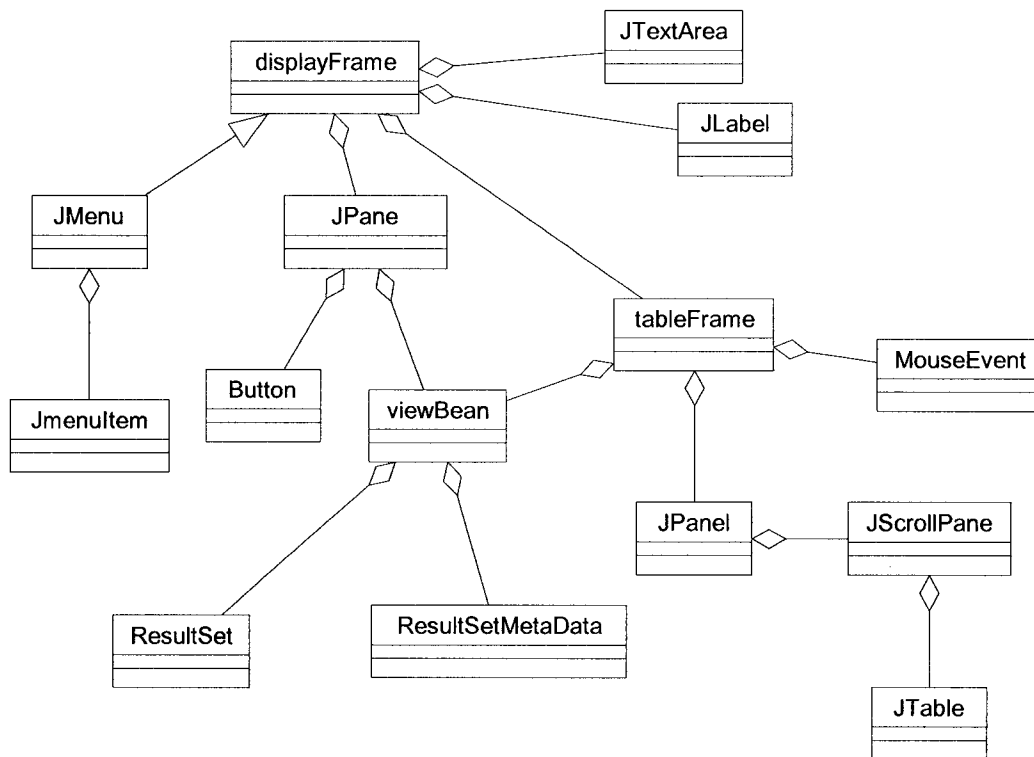 JTextArea
displayFrame
JLabel
JMenu
JPane
tableFrame
MouseEvent
Button
viewBean
JmenuItem
JPanel
JScrollPane
ResultSet
ResultSetMetaData
JTable